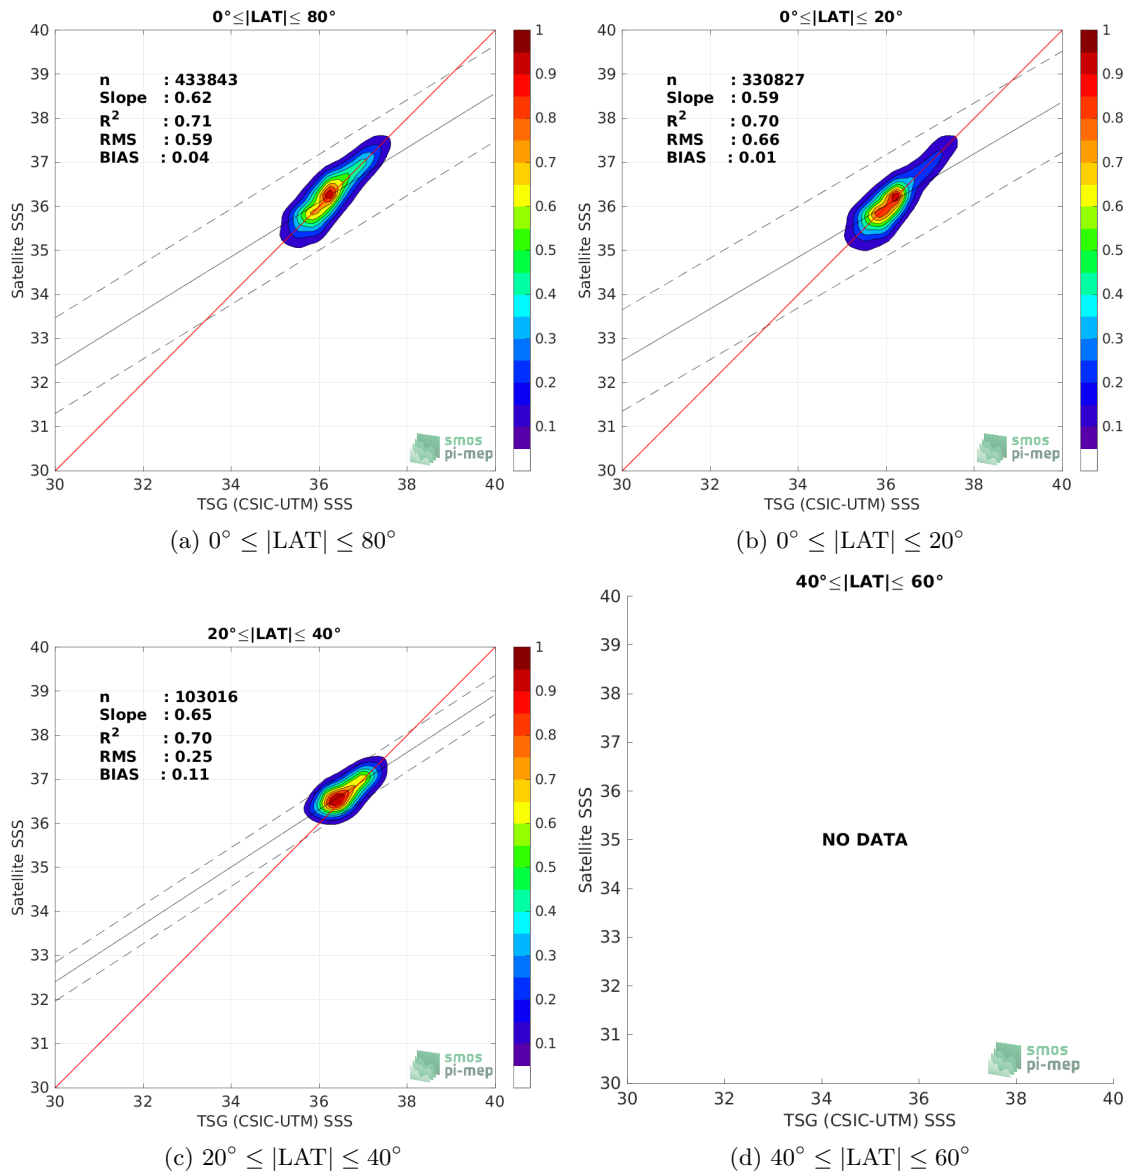 0°≤|LAT|≤ 80°
40
39
38
37
36
35
34
33
32
31
30
n : 433843
Slope : 0.62
R² : 0.71
RMS : 0.59
BIAS : 0.04
Satellite SSS
30 32 34 36 38 40
TSG (CSIC-UTM) SSS
smos
pi-mep
1
0.9
0.8
0.7
0.6
0.5
0.4
0.3
0.2
0.1
(a) 0° ≤ |LAT| ≤ 80°
0°≤|LAT|≤ 20°
40
39
38
37
36
35
34
33
32
31
30
n : 330827
Slope : 0.59
R² : 0.70
RMS : 0.66
BIAS : 0.01
Satellite SSS
30 32 34 36 38 40
TSG (CSIC-UTM) SSS
smos
pi-mep
1
0.9
0.8
0.7
0.6
0.5
0.4
0.3
0.2
0.1
(b) 0° ≤ |LAT| ≤ 20°
20°≤|LAT|≤ 40°
40
39
38
37
36
35
34
33
32
31
30
n : 103016
Slope : 0.65
R² : 0.70
RMS : 0.25
BIAS : 0.11
Satellite SSS
30 32 34 36 38 40
TSG (CSIC-UTM) SSS
smos
pi-mep
1
0.9
0.8
0.7
0.6
0.5
0.4
0.3
0.2
0.1
(c) 20° ≤ |LAT| ≤ 40°
40°≤|LAT|≤ 60°
40
39
38
37
36
35
34
33
32
31
30
NO DATA
Satellite SSS
30 32 34 36 38 40
TSG (CSIC-UTM) SSS
smos
pi-mep
(d) 40° ≤ |LAT| ≤ 60°